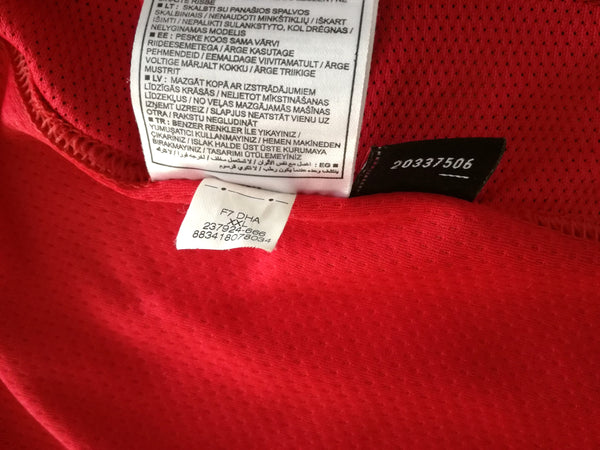 ■ LT: SKALBTI SU PANAŠIOS SPALVOS
SKALBINIAIS / NENAUDOTI MINKŠTIKLIŲ / IŠKART
IŠIMTI / NEPALIKTI SULANKSTYTO, KOL DRĖGNAS /
NELYGINAMAS MODELIS
■ EE: PESKE KOOS SAMA VÄRVI
RIIDEESEMETEGA / ÄRGE KASUTAGE
PEHMENDEID / EEMALDAGE VIIVITAMATULT / ÄRGE
VOLTIGE MÄRJALT KOKKU / ÄRGE TRIIKIGE
MUSTRIT
■ LV: MAZGĀT KOPĀ AR IZSTRĀDĀJUMIEM
LĪDZĪGĀS KRĀSĀS / NELIETOT MĪKSTINĀŠANAS
LĪDZEKĻUS / NO VEĻAS MAZGĀJAMĀS MAŠĪNAS
IZŅEMT UZREIZ / SLAPJUS NEATSTĀT VIENU UZ
OTRA / RAKSTU NEGLUDINĀT
■ TR: BENZER RENKLER İLE YIKAYINIZ /
YUMUŞATICI KULLANMAYINIZ / HEMEN MAKİNEDEN
ÇIKARINIZ / ISLAK HALDE ÜST ÜSTE KURUMAYA
BIRAKMAYINIZ / TASARIMI ÜTÜLEMEYİNİZ
20337506
F7 DHA
XXL
237924-666
883418078034